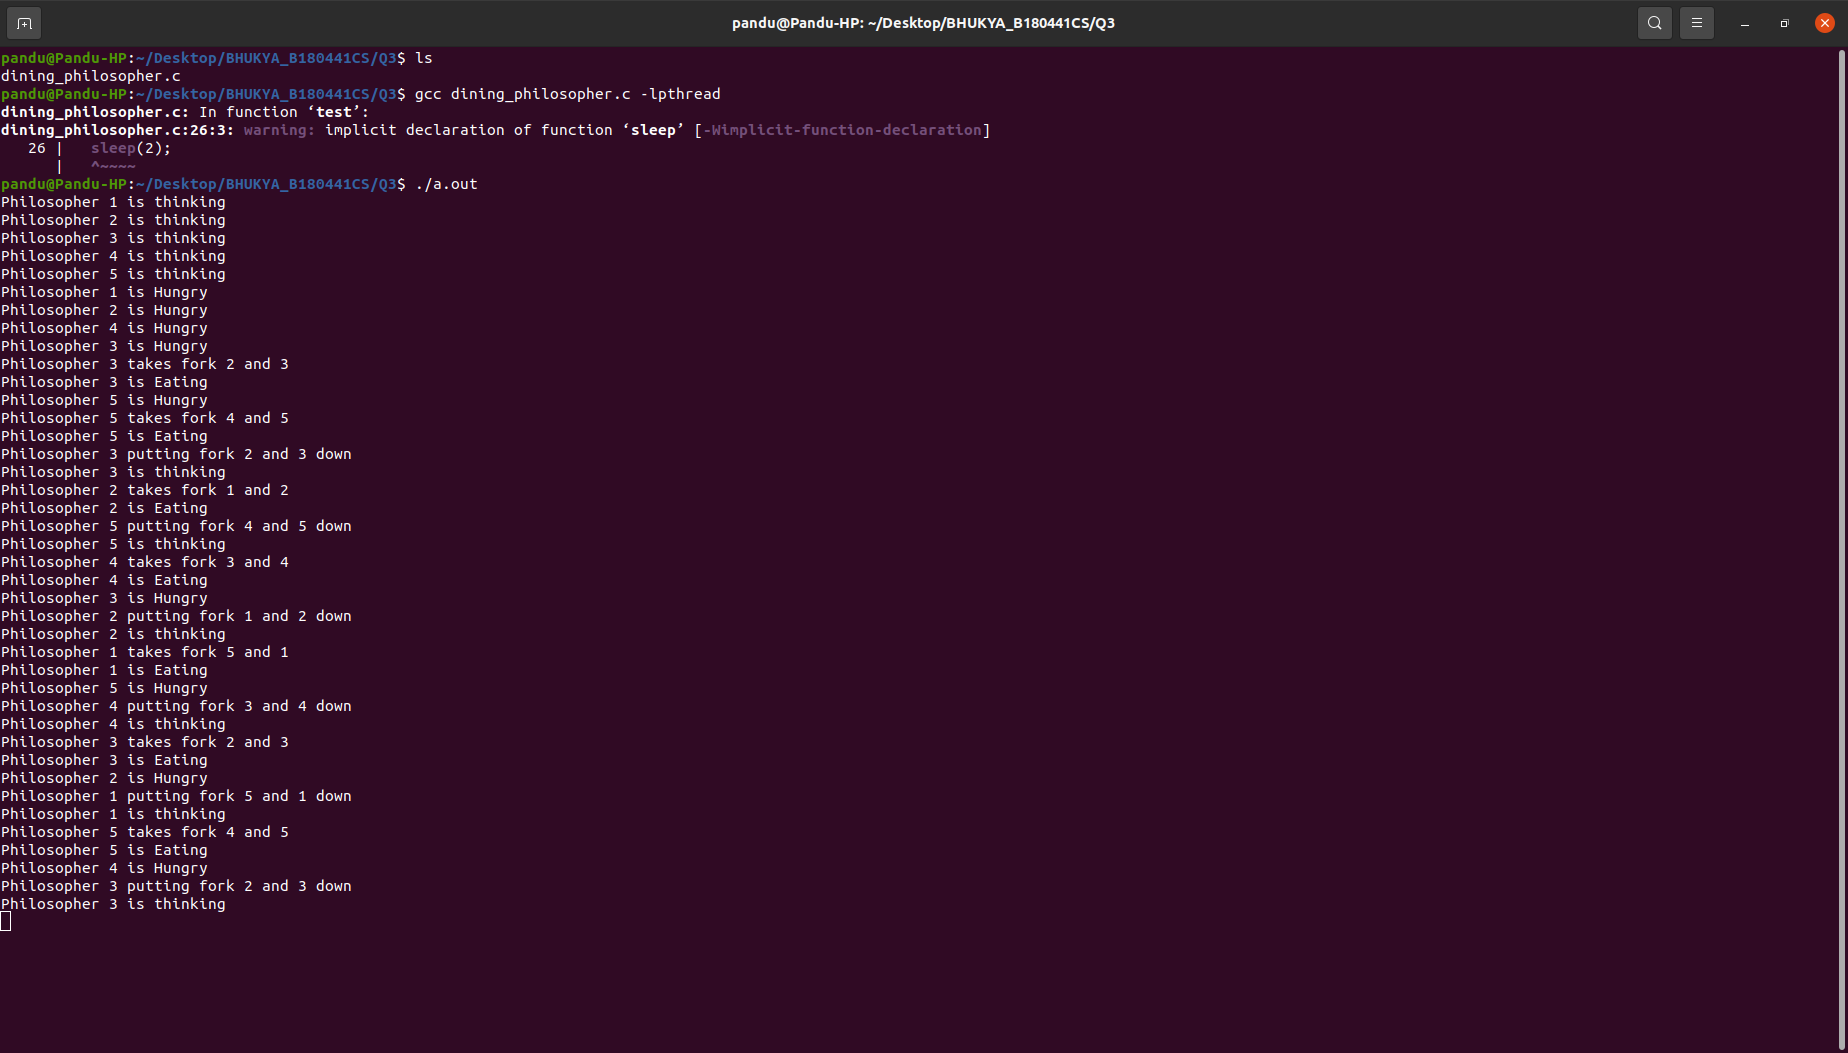 pandu@Pandu-HP: ~/Desktop/BHUKYA_B180441CS/Q3
pandu@Pandu-HP:~/Desktop/BHUKYA_B180441CS/Q3$ ls
dining_philosopher.c
pandu@Pandu-HP:~/Desktop/BHUKYA_B180441CS/Q3$ gcc dining_philosopher.c -lpthread
dining_philosopher.c: In function ‘test’:
dining_philosopher.c:26:3: warning: implicit declaration of function ‘sleep’ [-Wimplicit-function-declaration]
   26 |   sleep(2);
      |   ^~~~~
pandu@Pandu-HP:~/Desktop/BHUKYA_B180441CS/Q3$ ./a.out
Philosopher 1 is thinking
Philosopher 2 is thinking
Philosopher 3 is thinking
Philosopher 4 is thinking
Philosopher 5 is thinking
Philosopher 1 is Hungry
Philosopher 2 is Hungry
Philosopher 4 is Hungry
Philosopher 3 is Hungry
Philosopher 3 takes fork 2 and 3
Philosopher 3 is Eating
Philosopher 5 is Hungry
Philosopher 5 takes fork 4 and 5
Philosopher 5 is Eating
Philosopher 3 putting fork 2 and 3 down
Philosopher 3 is thinking
Philosopher 2 takes fork 1 and 2
Philosopher 2 is Eating
Philosopher 5 putting fork 4 and 5 down
Philosopher 5 is thinking
Philosopher 4 takes fork 3 and 4
Philosopher 4 is Eating
Philosopher 3 is Hungry
Philosopher 2 putting fork 1 and 2 down
Philosopher 2 is thinking
Philosopher 1 takes fork 5 and 1
Philosopher 1 is Eating
Philosopher 5 is Hungry
Philosopher 4 putting fork 3 and 4 down
Philosopher 4 is thinking
Philosopher 3 takes fork 2 and 3
Philosopher 3 is Eating
Philosopher 2 is Hungry
Philosopher 1 putting fork 5 and 1 down
Philosopher 1 is thinking
Philosopher 5 takes fork 4 and 5
Philosopher 5 is Eating
Philosopher 4 is Hungry
Philosopher 3 putting fork 2 and 3 down
Philosopher 3 is thinking